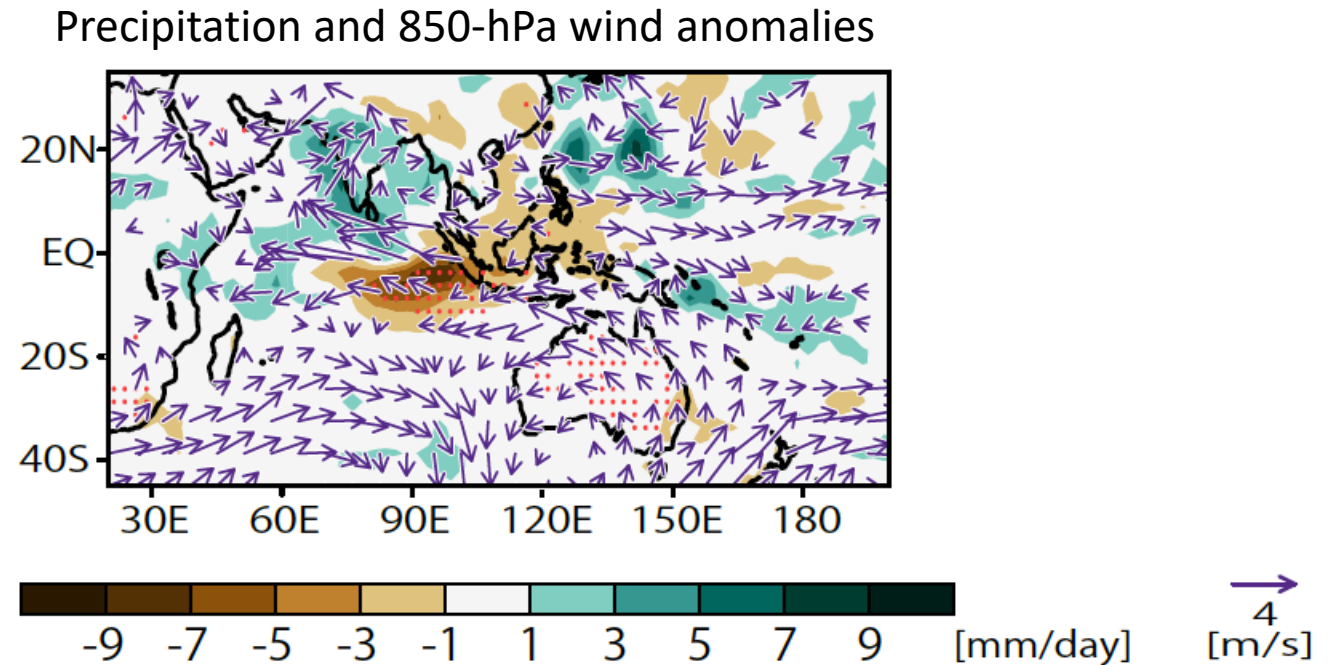 Precipitation and 850-hPa wind anomalies
20N
EQ
20S
40S
30E 60E 90E 120E 150E 180
-9 -7 -5 -3 -1 1 3 5 7 9 [mm/day]
4
[m/s]